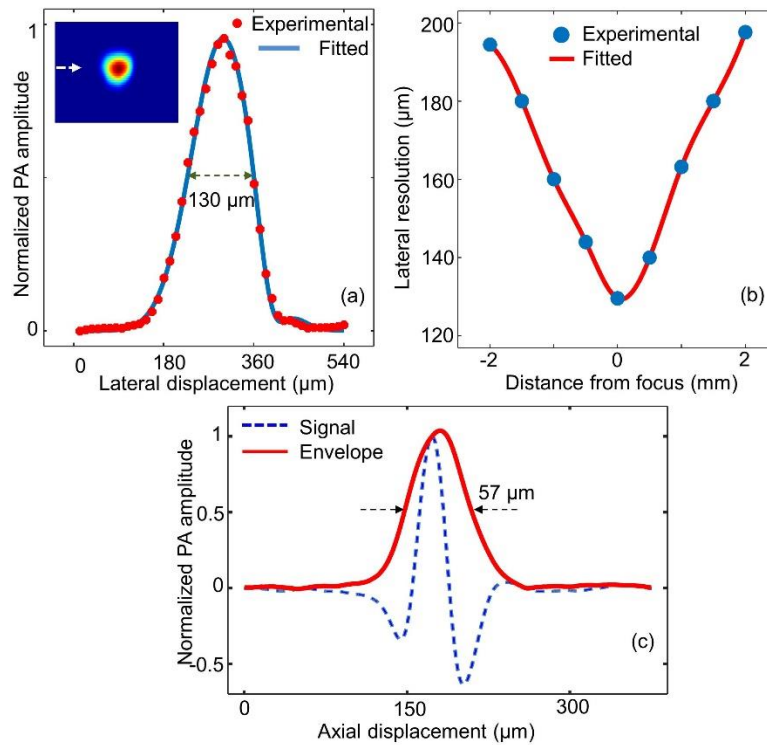 Experimental
Fitted
1
0
Normalized PA amplitude
130 μm
(a)
0
180
360
540
Lateral displacement (μm)
200
180
160
140
120
Lateral resolution (μm)
Experimental
Fitted
(b)
-2
-1
0
1
2
Distance from focus (mm)
Signal
Envelope
1
0.5
0
-0.5
Normalized PA amplitude
57 μm
(c)
0
150
300
Axial displacement (μm)